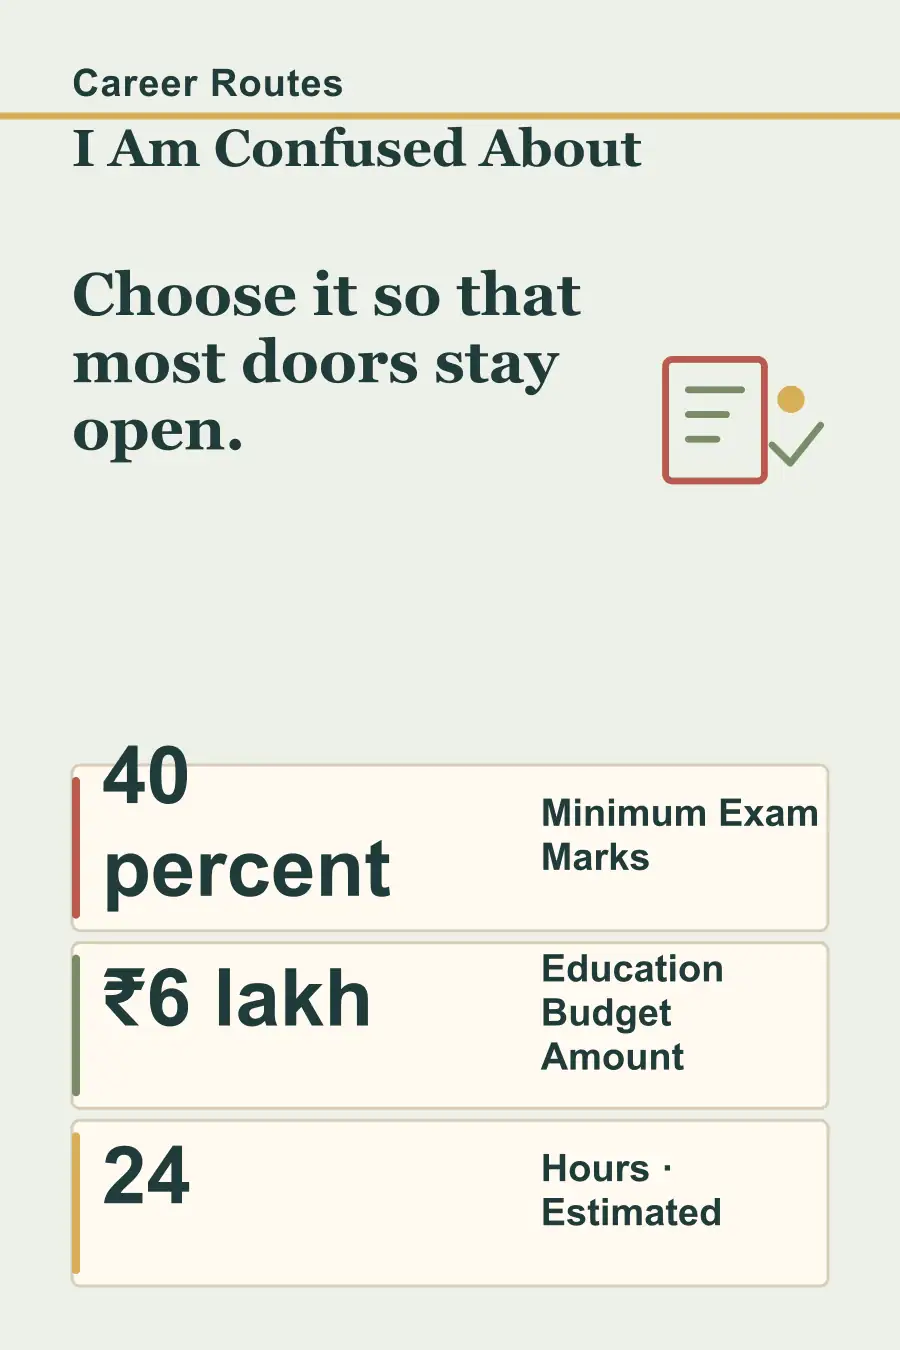 Career Routes
I Am Confused About
Choose it so that
most doors stay
open.
40
percent
Minimum Exam
Marks
₹6 lakh
Education
Budget
Amount
24
Hours ·
Estimated